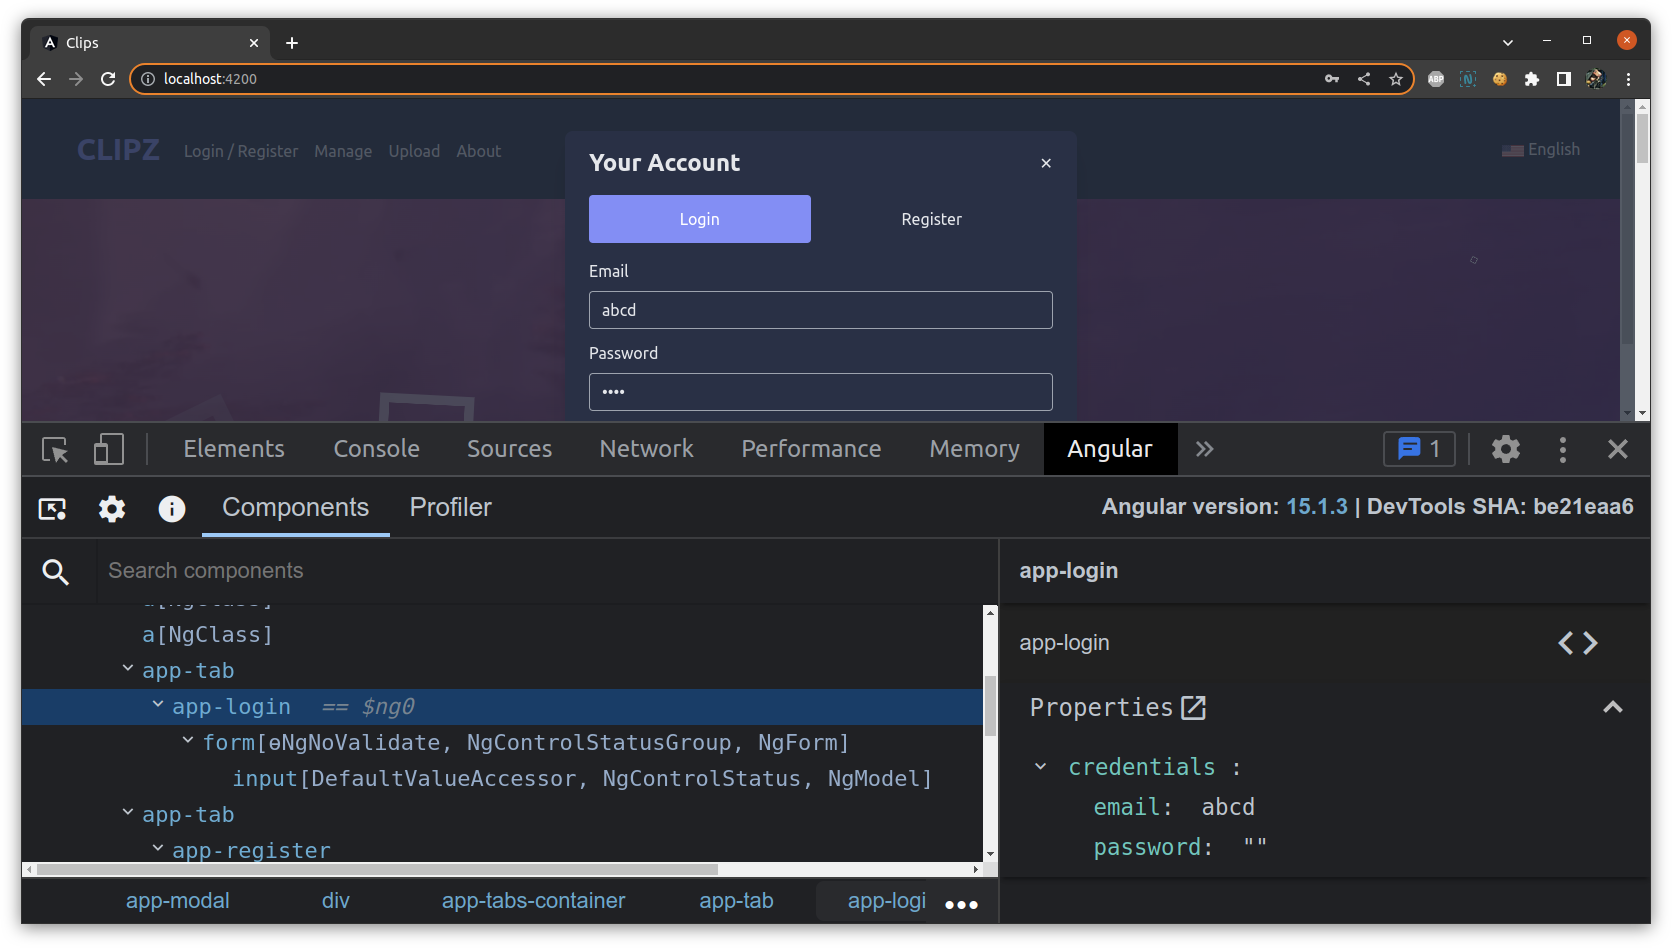 Clips
localhost:4200
ABP
N
CLIPZ Login / Register Manage Upload About
English
Your Account
Login Register
Email
abcd
Password
••••
Elements Console Sources Network Performance Memory Angular 1
Components Profiler
Angular version: 15.1.3 | DevTools SHA: be21eaa6
Search components
a[NgClass]
a[NgClass]
app-tab
app-login == $ng0
form[ɵNgNoValidate, NgControlStatusGroup, NgForm]
input[DefaultValueAccessor, NgControlStatus, NgModel]
app-tab
app-register
app-modal div app-tabs-container app-tab app-logi
app-login
app-login
Properties
credentials :
email: abcd
password: ""